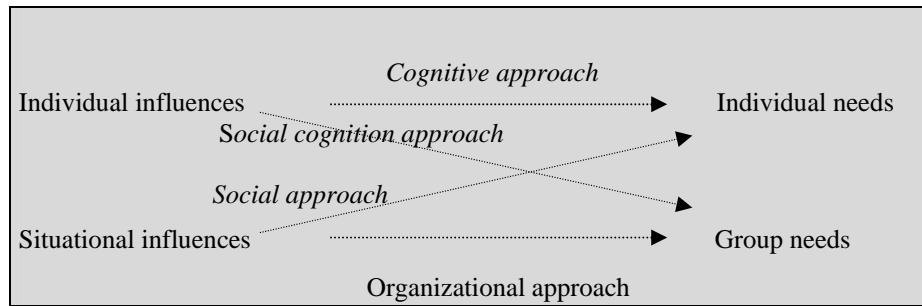 Cognitive approach
Individual influences Individual needs
Social cognition approach
Social approach
Situational influences Group needs
Organizational approach